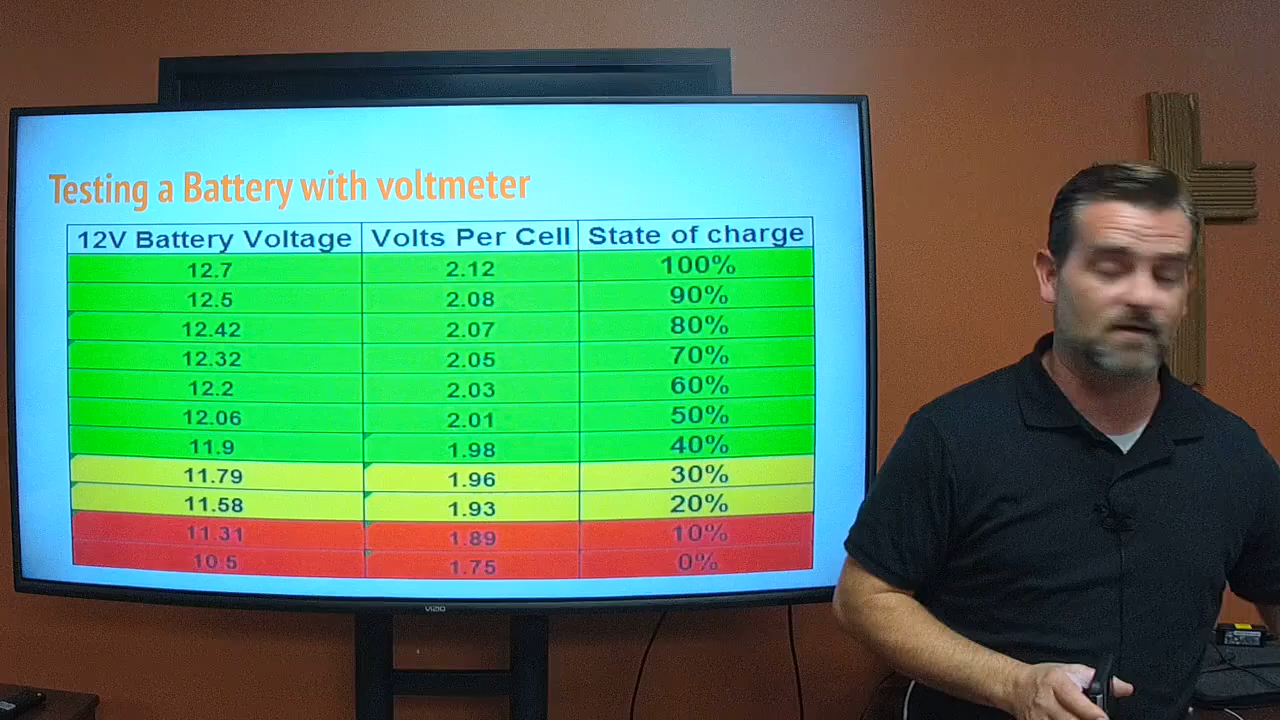 Testing a Battery with voltmeter
12V Battery Voltage Volts Per Cell State of charge
12.7 2.12 100%
12.5 2.08 90%
12.42 2.07 80%
12.32 2.05 70%
12.2 2.03 60%
12.06 2.01 50%
11.9 1.98 40%
11.79 1.96 30%
11.58 1.93 20%
11.31 1.89 10%
10.5 1.75 0%
VIZIO